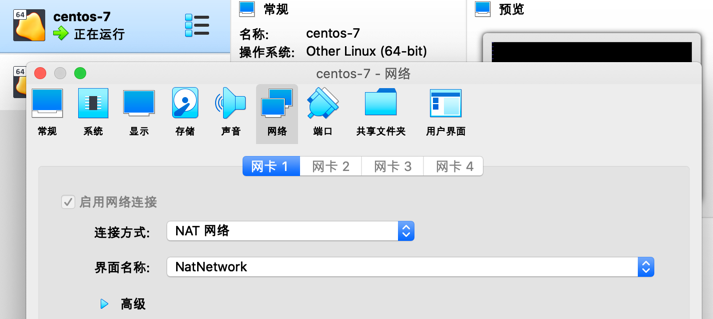 64
centos-7
正在运行
常规
名称: centos-7
操作系统: Other Linux (64-bit)
预览
64
centos-7 - 网络
常规 系统 显示 存储 声音 网络 端口 共享文件夹 用户界面
网卡 1 网卡 2 网卡 3 网卡 4
启用网络连接
连接方式: NAT 网络
界面名称: NatNetwork
高级